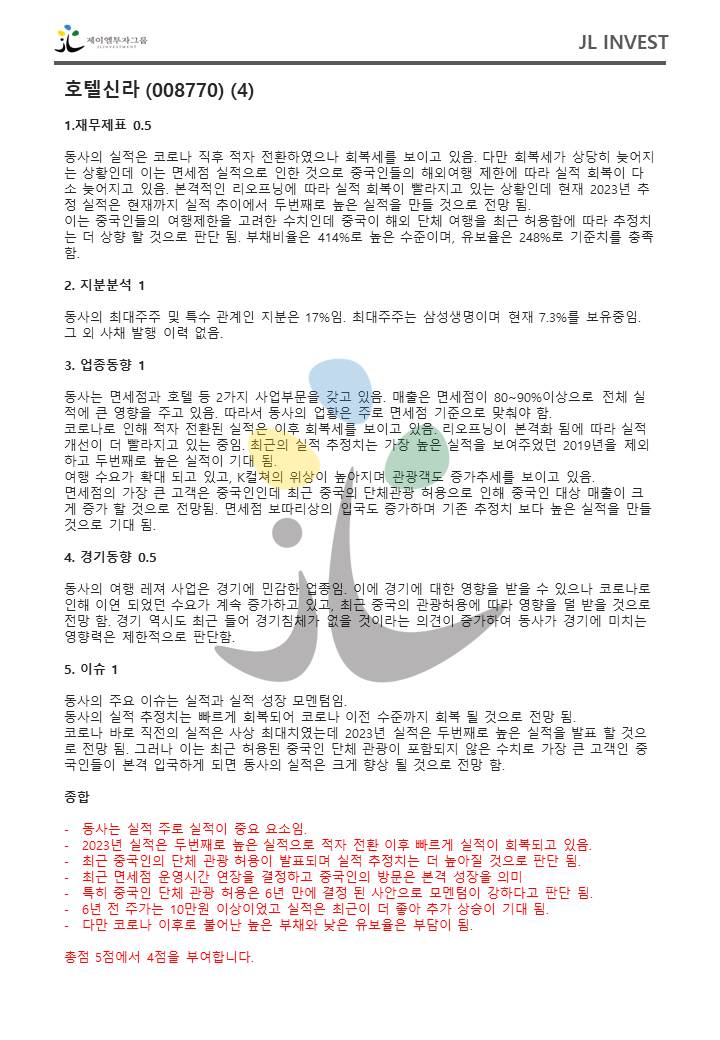 제이엘투자그룹
JLINVESTMENT
JL INVEST
호텔신라 (008770) (4)
1.재무제표 0.5
동사의 실적은 코로나 직후 적자 전환하였으나 회복세를 보이고 있음. 다만 회복세가 상당히 늦어지
는 상황인데 이는 면세점 실적으로 인한 것으로 중국인들의 해외여행 제한에 따라 실적 회복이 다
소 늦어지고 있음. 본격적인 리오프닝에 따라 실적 회복이 빨라지고 있는 상황인데 현재 2023년 추
정 실적은 현재까지 실적 추이에서 두번째로 높은 실적을 만들 것으로 전망 됨.
이는 중국인들의 여행제한을 고려한 수치인데 중국이 해외 단체 여행을 최근 허용함에 따라 추정치
는 더 상향 할 것으로 판단 됨. 부채비율은 414%로 높은 수준이며, 유보율은 248%로 기준치를 충족
함.
2. 지분분석 1
동사의 최대주주 및 특수 관계인 지분은 17%임. 최대주주는 삼성생명이며 현재 7.3%를 보유중임.
그 외 사채 발행 이력 없음.
3. 업종동향 1
동사는 면세점과 호텔 등 2가지 사업부문을 갖고 있음. 매출은 면세점이 80~90%이상으로 전체 실
적에 큰 영향을 주고 있음. 따라서 동사의 업황은 주로 면세점 기준으로 맞춰야 함.
코로나로 인해 적자 전환된 실적은 이후 회복세를 보이고 있음. 리오프닝이 본격화 됨에 따라 실적
개선이 더 빨라지고 있는 중임. 최근의 실적 추정치는 가장 높은 실적을 보여주었던 2019년을 제외
하고 두번째로 높은 실적이 기대 됨.
여행 수요가 확대 되고 있고, K컬쳐의 위상이 높아지며 관광객도 증가추세를 보이고 있음.
면세점의 가장 큰 고객은 중국인인데 최근 중국의 단체관광 허용으로 인해 중국인 대상 매출이 크
게 증가 할 것으로 전망됨. 면세점 보따리상의 입국도 증가하며 기존 추정치 보다 높은 실적을 만들
것으로 기대 됨.
4. 경기동향 0.5
동사의 여행 레져 사업은 경기에 민감한 업종임. 이에 경기에 대한 영향을 받을 수 있으나 코로나로
인해 이연 되었던 수요가 계속 증가하고 있고, 최근 중국의 관광허용에 따라 영향을 덜 받을 것으로
전망 함. 경기 역시도 최근 들어 경기침체가 없을 것이라는 의견이 증가하여 동사가 경기에 미치는
영향력은 제한적으로 판단함.
5. 이슈 1
동사의 주요 이슈는 실적과 실적 성장 모멘텀임.
동사의 실적 추정치는 빠르게 회복되어 코로나 이전 수준까지 회복 될 것으로 전망 됨.
코로나 바로 직전의 실적은 사상 최대치였는데 2023년 실적은 두번째로 높은 실적을 발표 할 것으
로 전망 됨. 그러나 이는 최근 허용된 중국인 단체 관광이 포함되지 않은 수치로 가장 큰 고객인 중
국인들이 본격 입국하게 되면 동사의 실적은 크게 향상 될 것으로 전망 함.
종합
- 동사는 실적 주로 실적이 중요 요소임.
- 2023년 실적은 두번째로 높은 실적으로 적자 전환 이후 빠르게 실적이 회복되고 있음.
- 최근 중국인의 단체 관광 허용이 발표되며 실적 추정치는 더 높아질 것으로 판단 됨.
- 최근 면세점 운영시간 연장을 결정하고 중국인의 방문은 본격 성장을 의미
- 특히 중국인 단체 관광 허용은 6년 만에 결정 된 사안으로 모멘텀이 강하다고 판단 됨.
- 6년 전 주가는 10만원 이상이었고 실적은 최근이 더 좋아 추가 상승이 기대 됨.
- 다만 코로나 이후로 불어난 높은 부채와 낮은 유보율은 부담이 됨.
총점 5점에서 4점을 부여합니다.